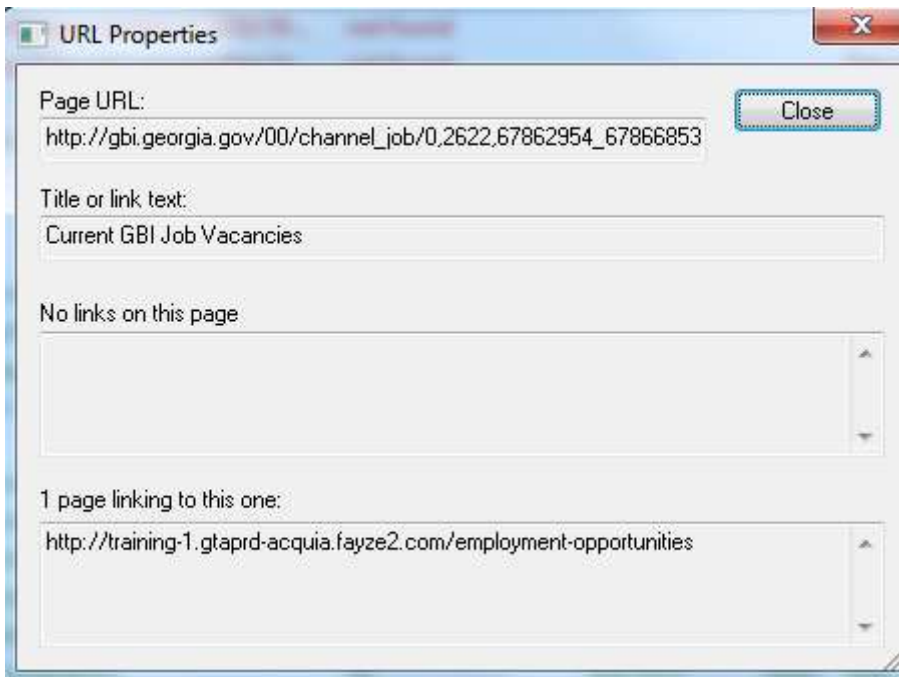 URL Properties
Page URL:
Close
http://gbi.georgia.gov/00/channel_job/0,2622,67862954_67866853
Title or link text:
Current GBI Job Vacancies
No links on this page
1 page linking to this one:
http://training-1.gtaprd-acquia.fayze2.com/employment-opportunities